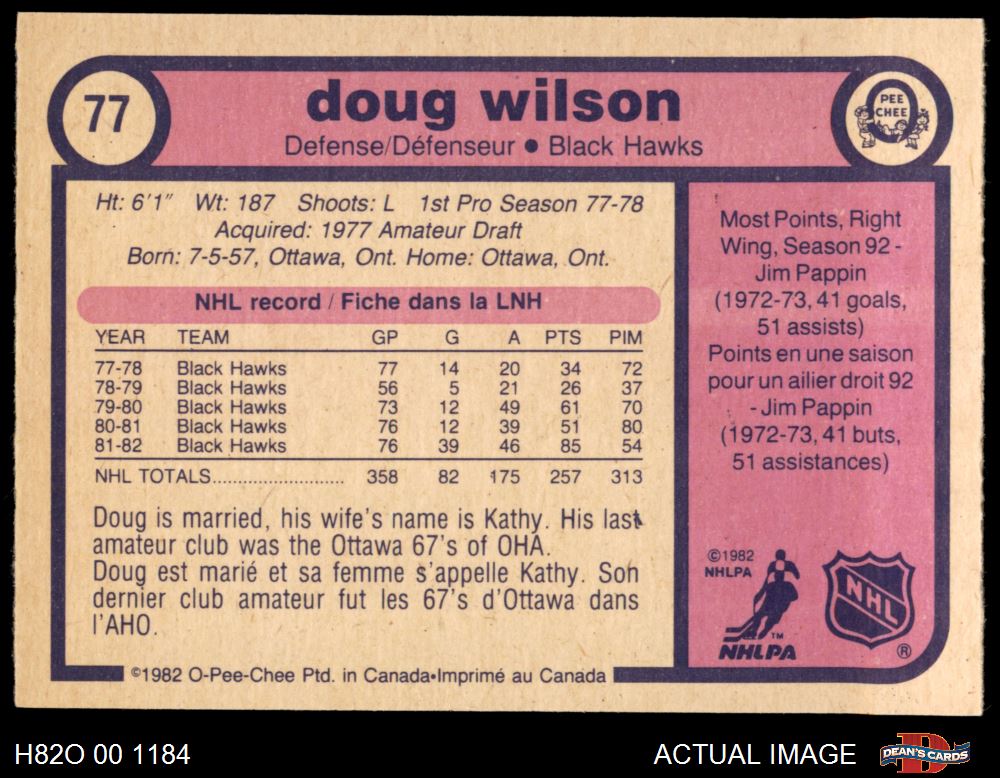 77
doug wilson
Defense/Défenseur • Black Hawks
PEE
CHEE
Ht: 6'1" Wt: 187 Shoots: L 1st Pro Season 77-78
Acquired: 1977 Amateur Draft
Born: 7-5-57, Ottawa, Ont. Home: Ottawa, Ont.
NHL record / Fiche dans la LNH
YEAR TEAM GP G A PTS PIM
77-78 Black Hawks 77 14 20 34 72
78-79 Black Hawks 56 5 21 26 37
79-80 Black Hawks 73 12 49 61 70
80-81 Black Hawks 76 12 39 51 80
81-82 Black Hawks 76 39 46 85 54
NHL TOTALS......................... 358 82 175 257 313
Doug is married, his wife's name is Kathy. His last
amateur club was the Ottawa 67's of OHA.
Doug est marié et sa femme s'appelle Kathy. Son
dernier club amateur fut les 67's d'Ottawa dans
l'AHO.
©1982 O-Pee-Chee Ptd. in Canada•Imprimé au Canada
Most Points, Right
Wing, Season 92 -
Jim Pappin
(1972-73, 41 goals,
51 assists)
Points en une saison
pour un ailier droit 92
- Jim Pappin
(1972-73, 41 buts,
51 assistances)
©1982
NHLPA
TM
NHLPA
NHL
®
H82O 00 1184
ACTUAL IMAGE
D
DEAN'S CARDS